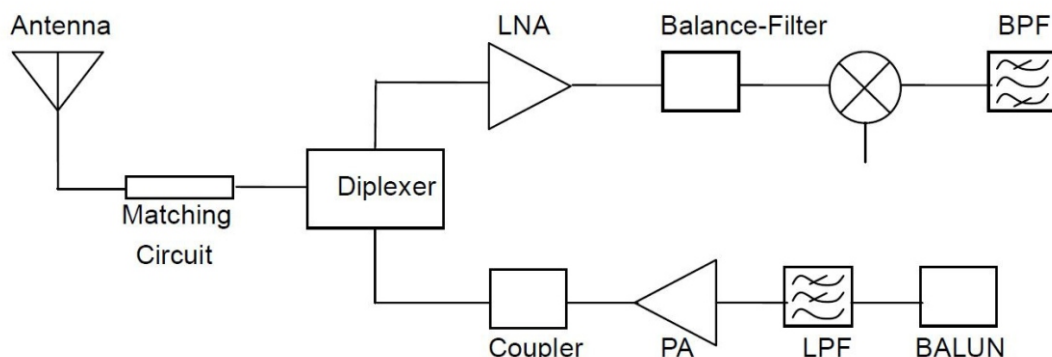 Antenna
LNA
Balance-Filter
BPF
Diplexer
Matching
Circuit
Coupler
PA
LPF
BALUN